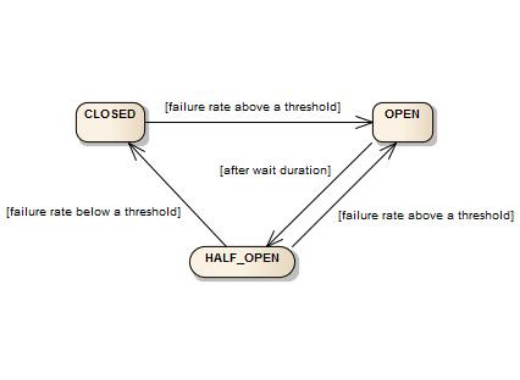 [failure rate above a threshold]
CLOSED
OPEN
[after wait duration]
[failure rate below a threshold]
[failure rate above a threshold]
HALF_OPEN